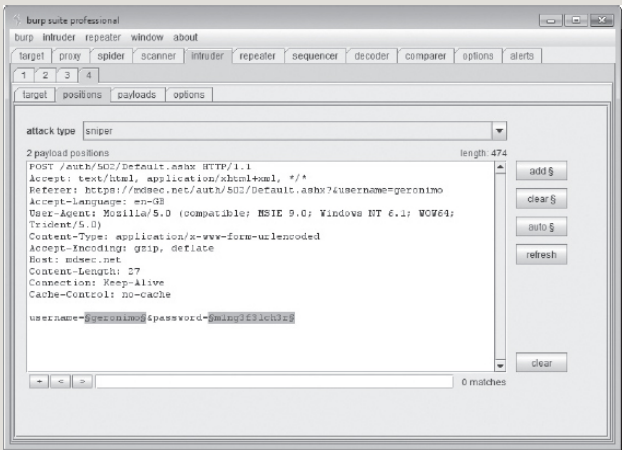 burp suite professional
burp intruder repeater window about
target proxy spider scanner intruder repeater sequencer decoder comparer options alerts
1 2 3 4
target positions payloads options
attack type sniper
2 payload positions length: 474
POST /auth/502/Default.ashx HTTP/1.1
Accept: text/html, application/xhtml+xml, */*
Referer: https://mdsec.net/auth/502/Default.ashx?&username=geronimo
Accept-Language: en-GB
User-Agent: Mozilla/5.0 (compatible; MSIE 9.0; Windows NT 6.1; WOW64;
Trident/5.0)
Content-Type: application/x-www-form-urlencoded
Accept-Encoding: gzip, deflate
Host: mdsec.net
Content-Length: 27
Connection: Keep-Alive
Cache-Control: no-cache
username=§geronimo§&password=
add §
clear §
auto §
refresh
clear
+ < > 0 matches